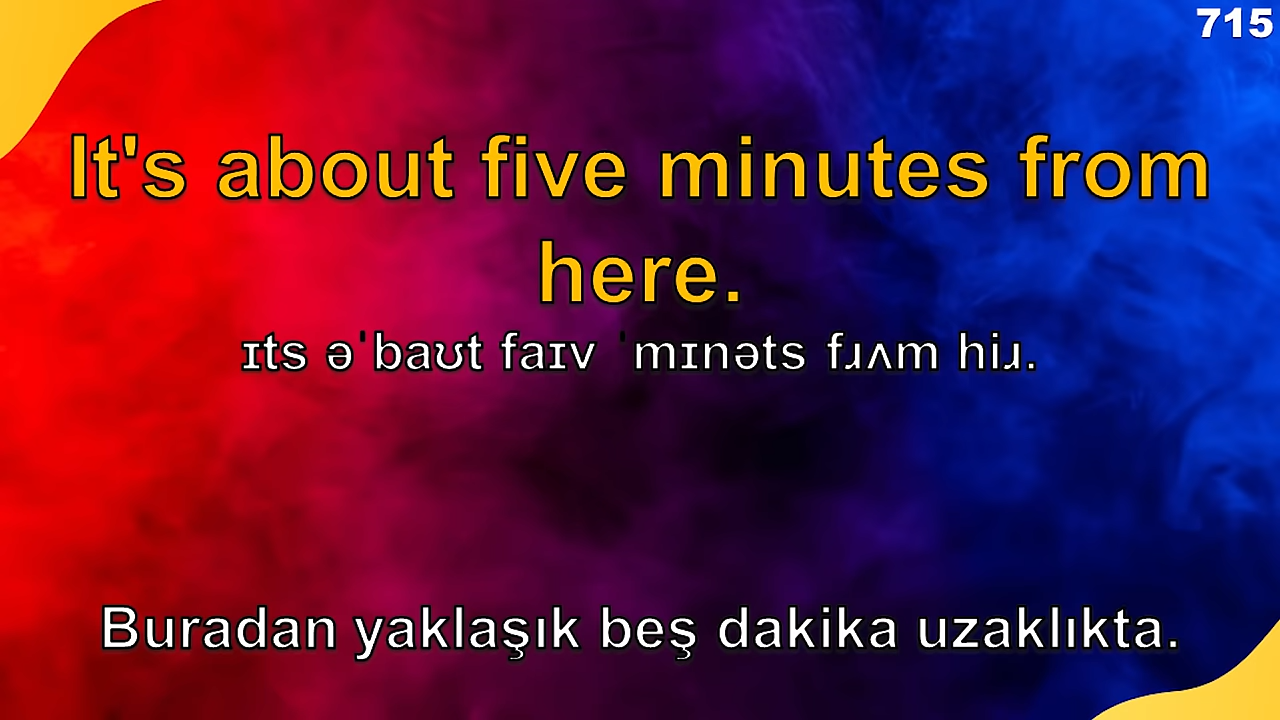 715
It's about five minutes from
here.
ɪts əˈbaʊt faɪv ˈmɪnəts fɹʌm hiɹ.
Buradan yaklaşık beş dakika uzaklıkta.